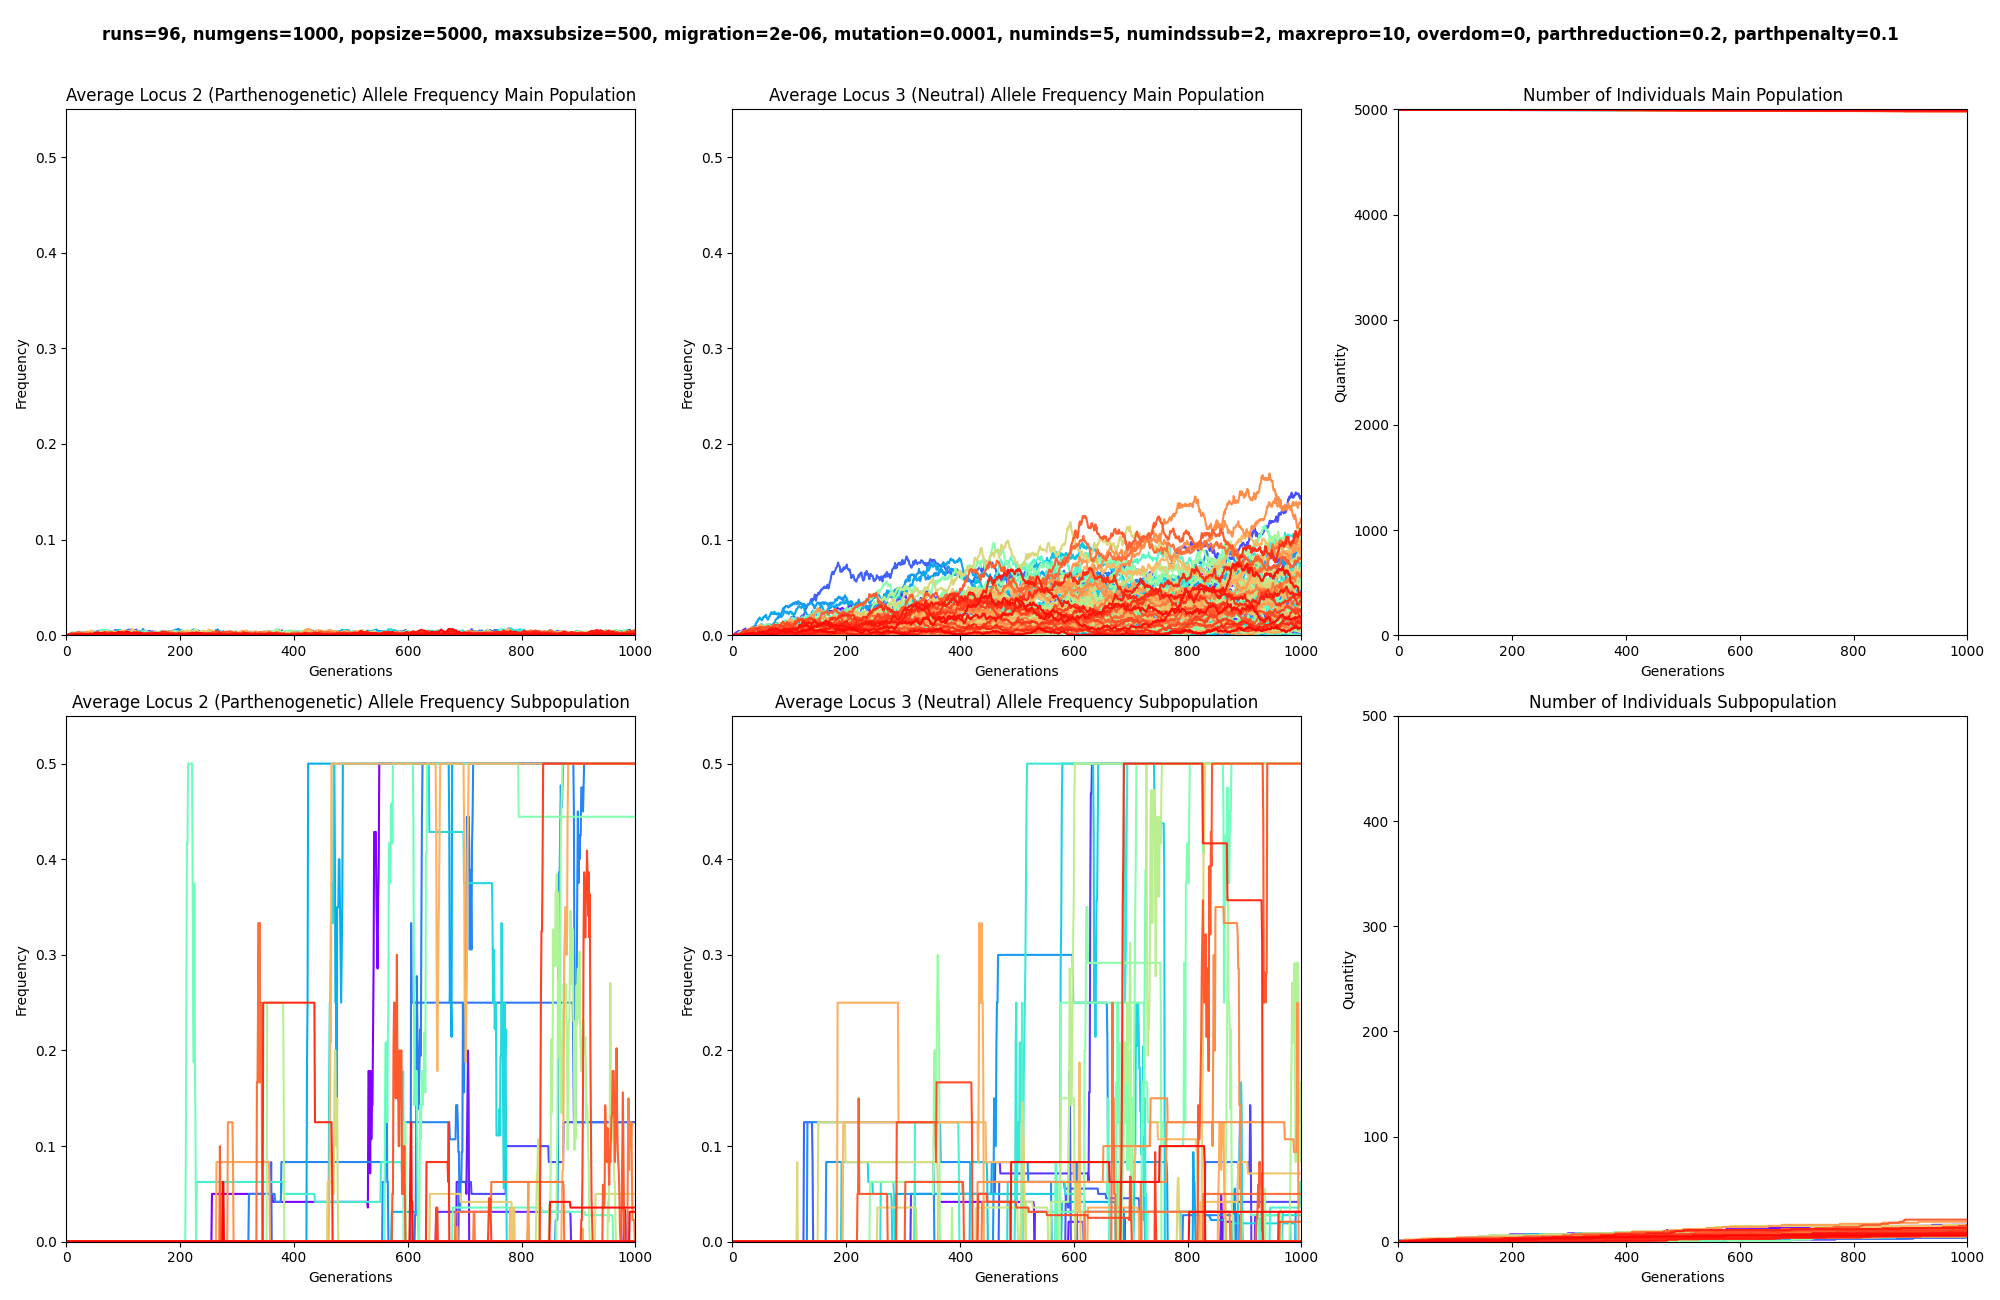 runs=96, numgens=1000, popsize=5000, maxsubsize=500, migration=2e-06, mutation=0.0001, numinds=5, numindssub=2, maxrepro=10, overdom=0, parthreduction=0.2, parthpenalty=0.1
Average Locus 2 (Parthenogenetic) Allele Frequency Main Population
0.5
0.4
0.3
0.2
0.1
0.0
Frequency
0 200 400 600 800 1000
Generations
Average Locus 3 (Neutral) Allele Frequency Main Population
0.5
0.4
0.3
0.2
0.1
0.0
Frequency
0 200 400 600 800 1000
Generations
Number of Individuals Main Population
5000
4000
3000
2000
1000
0
Quantity
0 200 400 600 800 1000
Generations
Average Locus 2 (Parthenogenetic) Allele Frequency Subpopulation
0.5
0.4
0.3
0.2
0.1
0.0
Frequency
0 200 400 600 800 1000
Generations
Average Locus 3 (Neutral) Allele Frequency Subpopulation
0.5
0.4
0.3
0.2
0.1
0.0
Frequency
0 200 400 600 800 1000
Generations
Number of Individuals Subpopulation
500
400
300
200
100
0
Quantity
0 200 400 600 800 1000
Generations